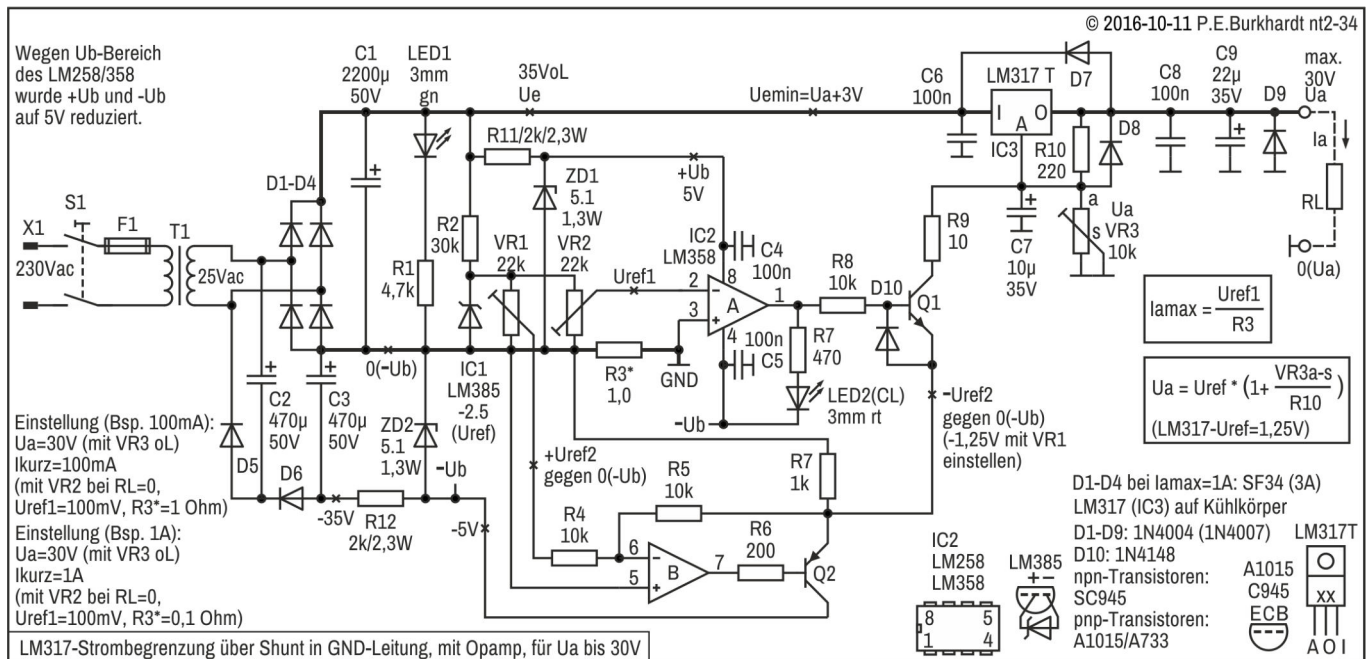 © 2016-10-11 P.E.Burkhardt nt2-34
Wegen Ub-Bereich
des LM258/358
wurde +Ub und -Ub
auf 5V reduziert.
C1
2200µ
50V
LED1
3mm
gn
35VoL
Ue
Uemin=Ua+3V
C6
100n
LM317 T
D7
I
O
A
IC3
C8
100n
C9
22µ
35V
D9
max.
30V
Ua
Ia
RL
0(Ua)
R11/2k/2,3W
ZD1
5.1
1,3W
+Ub
5V
R10
220
D8
X1
S1
F1
T1
230Vac
25Vac
D1-D4
R1
4,7k
R2
30k
VR1
22k
VR2
22k
Uref1
IC2
LM358
C4
100n
8
2
3
A
1
4
100n
C5
R8
10k
D10
Q1
R9
10
C7
10µ
35V
a
s
Ua
VR3
10k
R7
470
LED2(CL)
3mm rt
Iamax = Uref1
R3
Ua = Uref * (1+ VR3a-s
R10 )
(LM317-Uref=1,25V)
0(-Ub)
IC1
LM385
-2.5
(Uref)
R3*
1,0
GND
-Ub
-Uref2
gegen 0(-Ub)
(-1,25V mit VR1
einstellen)
C2
470µ
50V
C3
470µ
50V
ZD2
5.1
1,3W
-Ub
D5
D6
-35V
R12
2k/2,3W
-5V
+Uref2
gegen 0(-Ub)
R5
10k
R4
10k
6
5
B
7
R6
200
R7
1k
Q2
Einstellung (Bsp. 100mA):
Ua=30V (mit VR3 oL)
Ikurz=100mA
(mit VR2 bei RL=0,
Uref1=100mV, R3*=1 Ohm)
Einstellung (Bsp. 1A):
Ua=30V (mit VR3 oL)
Ikurz=1A
(mit VR2 bei RL=0,
Uref1=100mV, R3*=0,1 Ohm)
IC2
LM258
LM358
8
5
1
4
LM385
+-
D1-D4 bei Iamax=1A: SF34 (3A)
LM317 (IC3) auf Kühlkörper
D1-D9: 1N4004 (1N4007)
D10: 1N4148
npn-Transistoren:
SC945
pnp-Transistoren:
A1015/A733
A1015
C945
ECB
LM317T
xx
A O I
LM317-Strombegrenzung über Shunt in GND-Leitung, mit Opamp, für Ua bis 30V